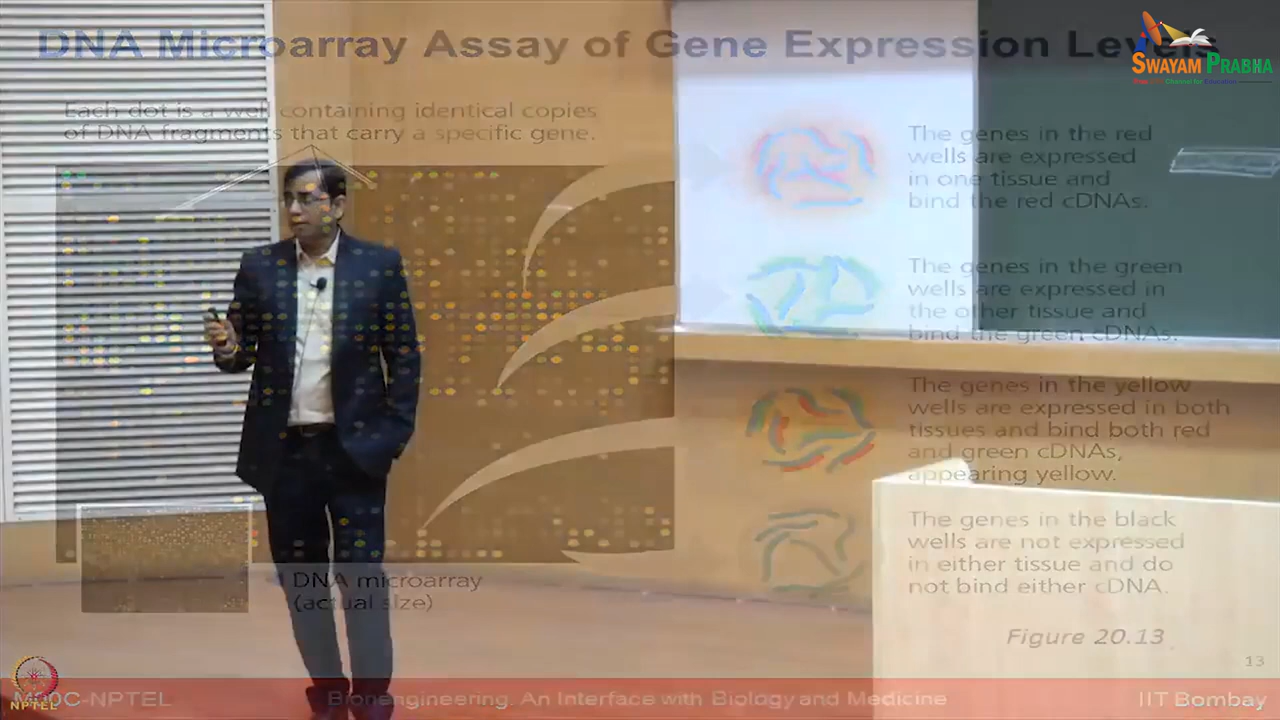 DNA Microarray Assay of Gene Expression Levels
SWAYAM PRABHA
Each dot is a well containing identical copies
of DNA fragments that carry a specific gene.
The genes in the red
wells are expressed
in one tissue and
bind the red cDNAs.
The genes in the green
wells are expressed in
the other tissue and
bind the green cDNAs.
The genes in the yellow
wells are expressed in both
tissues and bind both red
and green cDNAs,
appearing yellow.
The genes in the black
wells are not expressed
in either tissue and do
not bind either cDNA.
DNA microarray
(actual size)
Figure 20.13
13
NPTEL
MOOC-NPTEL
Bioengineering: An Interface with Biology and Medicine
IIT Bombay